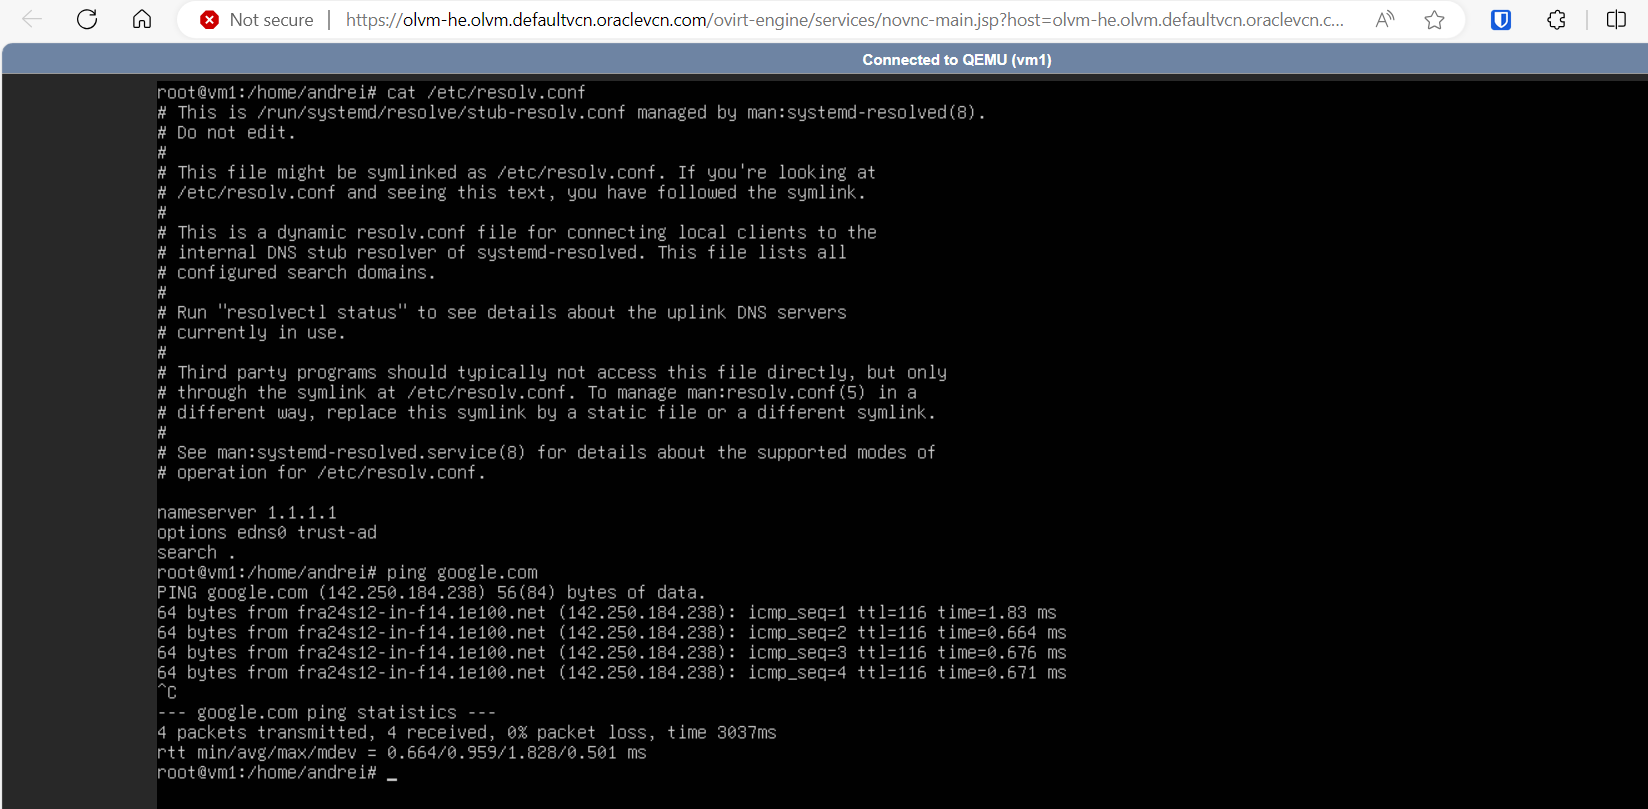 Not secure | https://olvm-he.olvm.defaultvcn.oraclevcn.com/ovirt-engine/services/novnc-main.jsp?host=olvm-he.olvm.defaultvcn.oraclevcn.c...
Connected to QEMU (vm1)
root@vm1:/home/andrei# cat /etc/resolv.conf
# This is /run/systemd/resolve/stub-resolv.conf managed by man:systemd-resolved(8).
# Do not edit.
#
# This file might be symlinked as /etc/resolv.conf. If you're looking at
# /etc/resolv.conf and seeing this text, you have followed the symlink.
#
# This is a dynamic resolv.conf file for connecting local clients to the
# internal DNS stub resolver of systemd-resolved. This file lists all
# configured search domains.
#
# Run "resolvectl status" to see details about the uplink DNS servers
# currently in use.
#
# Third party programs should typically not access this file directly, but only
# through the symlink at /etc/resolv.conf. To manage man:resolv.conf(5) in a
# different way, replace this symlink by a static file or a different symlink.
#
# See man:systemd-resolved.service(8) for details about the supported modes of
# operation for /etc/resolv.conf.
nameserver 1.1.1.1
options edns0 trust-ad
search .
root@vm1:/home/andrei# ping google.com
PING google.com (142.250.184.238) 56(84) bytes of data.
64 bytes from fra24s12-in-f14.1e100.net (142.250.184.238): icmp_seq=1 ttl=116 time=1.83 ms
64 bytes from fra24s12-in-f14.1e100.net (142.250.184.238): icmp_seq=2 ttl=116 time=0.664 ms
64 bytes from fra24s12-in-f14.1e100.net (142.250.184.238): icmp_seq=3 ttl=116 time=0.676 ms
64 bytes from fra24s12-in-f14.1e100.net (142.250.184.238): icmp_seq=4 ttl=116 time=0.671 ms
^C
--- google.com ping statistics ---
4 packets transmitted, 4 received, 0% packet loss, time 3037ms
rtt min/avg/max/mdev = 0.664/0.959/1.828/0.501 ms
root@vm1:/home/andrei# _